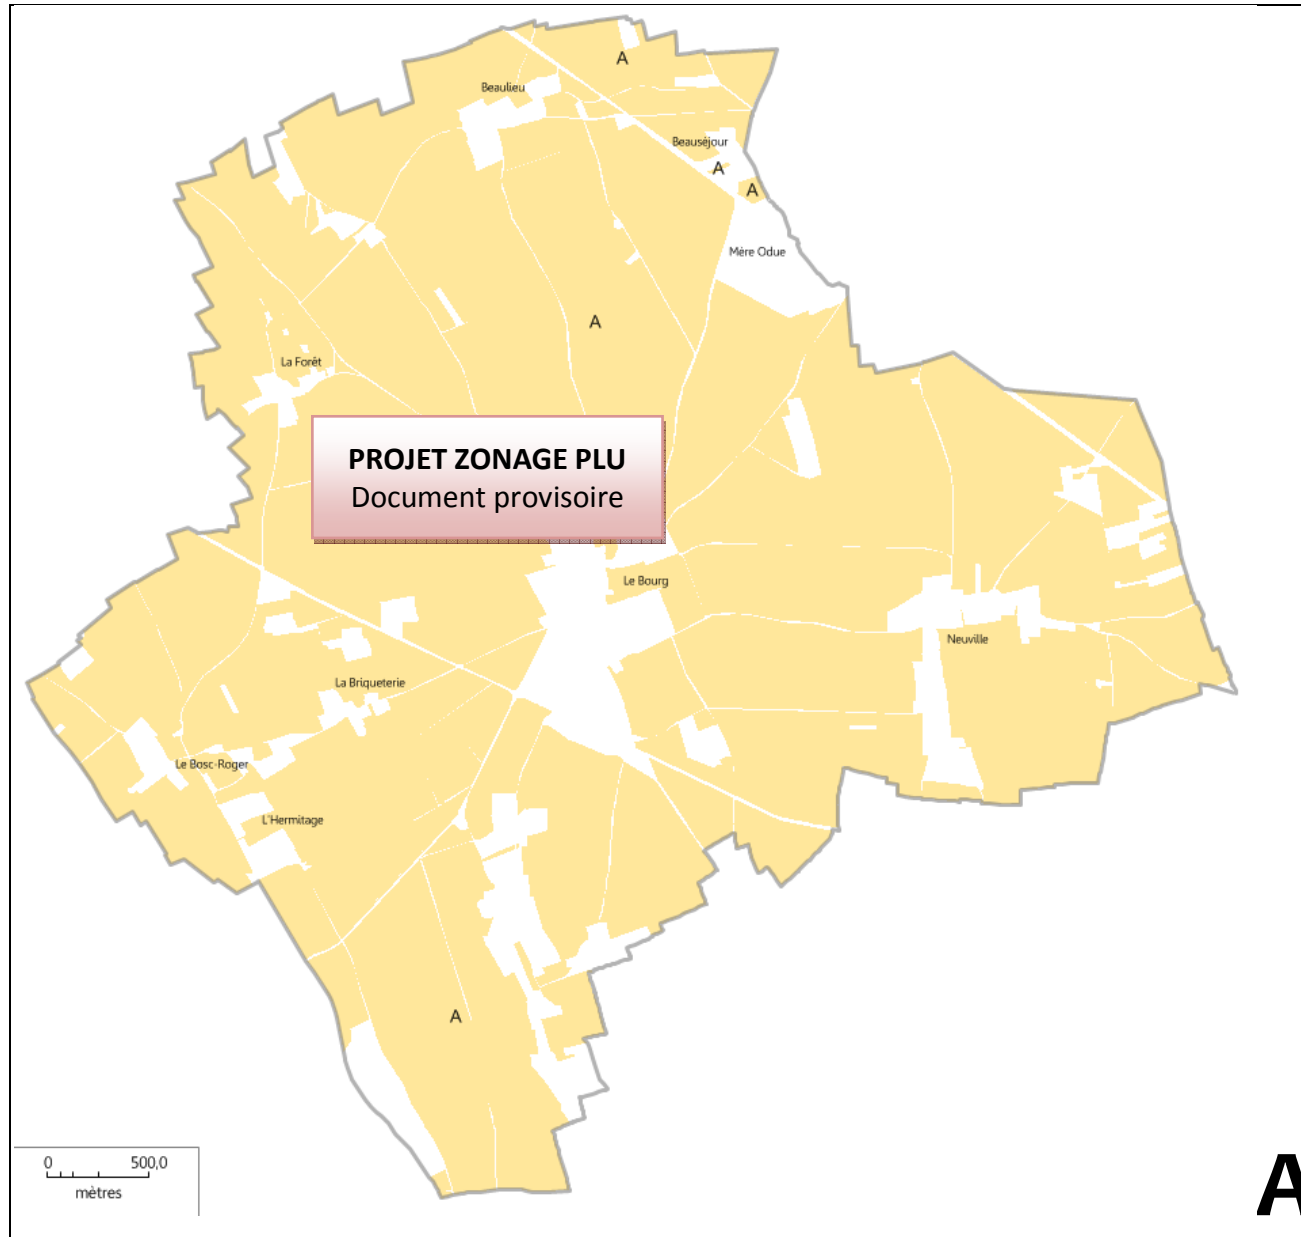 A
Beaulieu
Beauséjour
A
A
Mère Odue
A
La Forêt
PROJET ZONAGE PLU
Document provisoire
Le Bourg
Neuville
La Briqueterie
Le Bosc-Roger
L'Hermitage
A
0 500,0
mètres
A